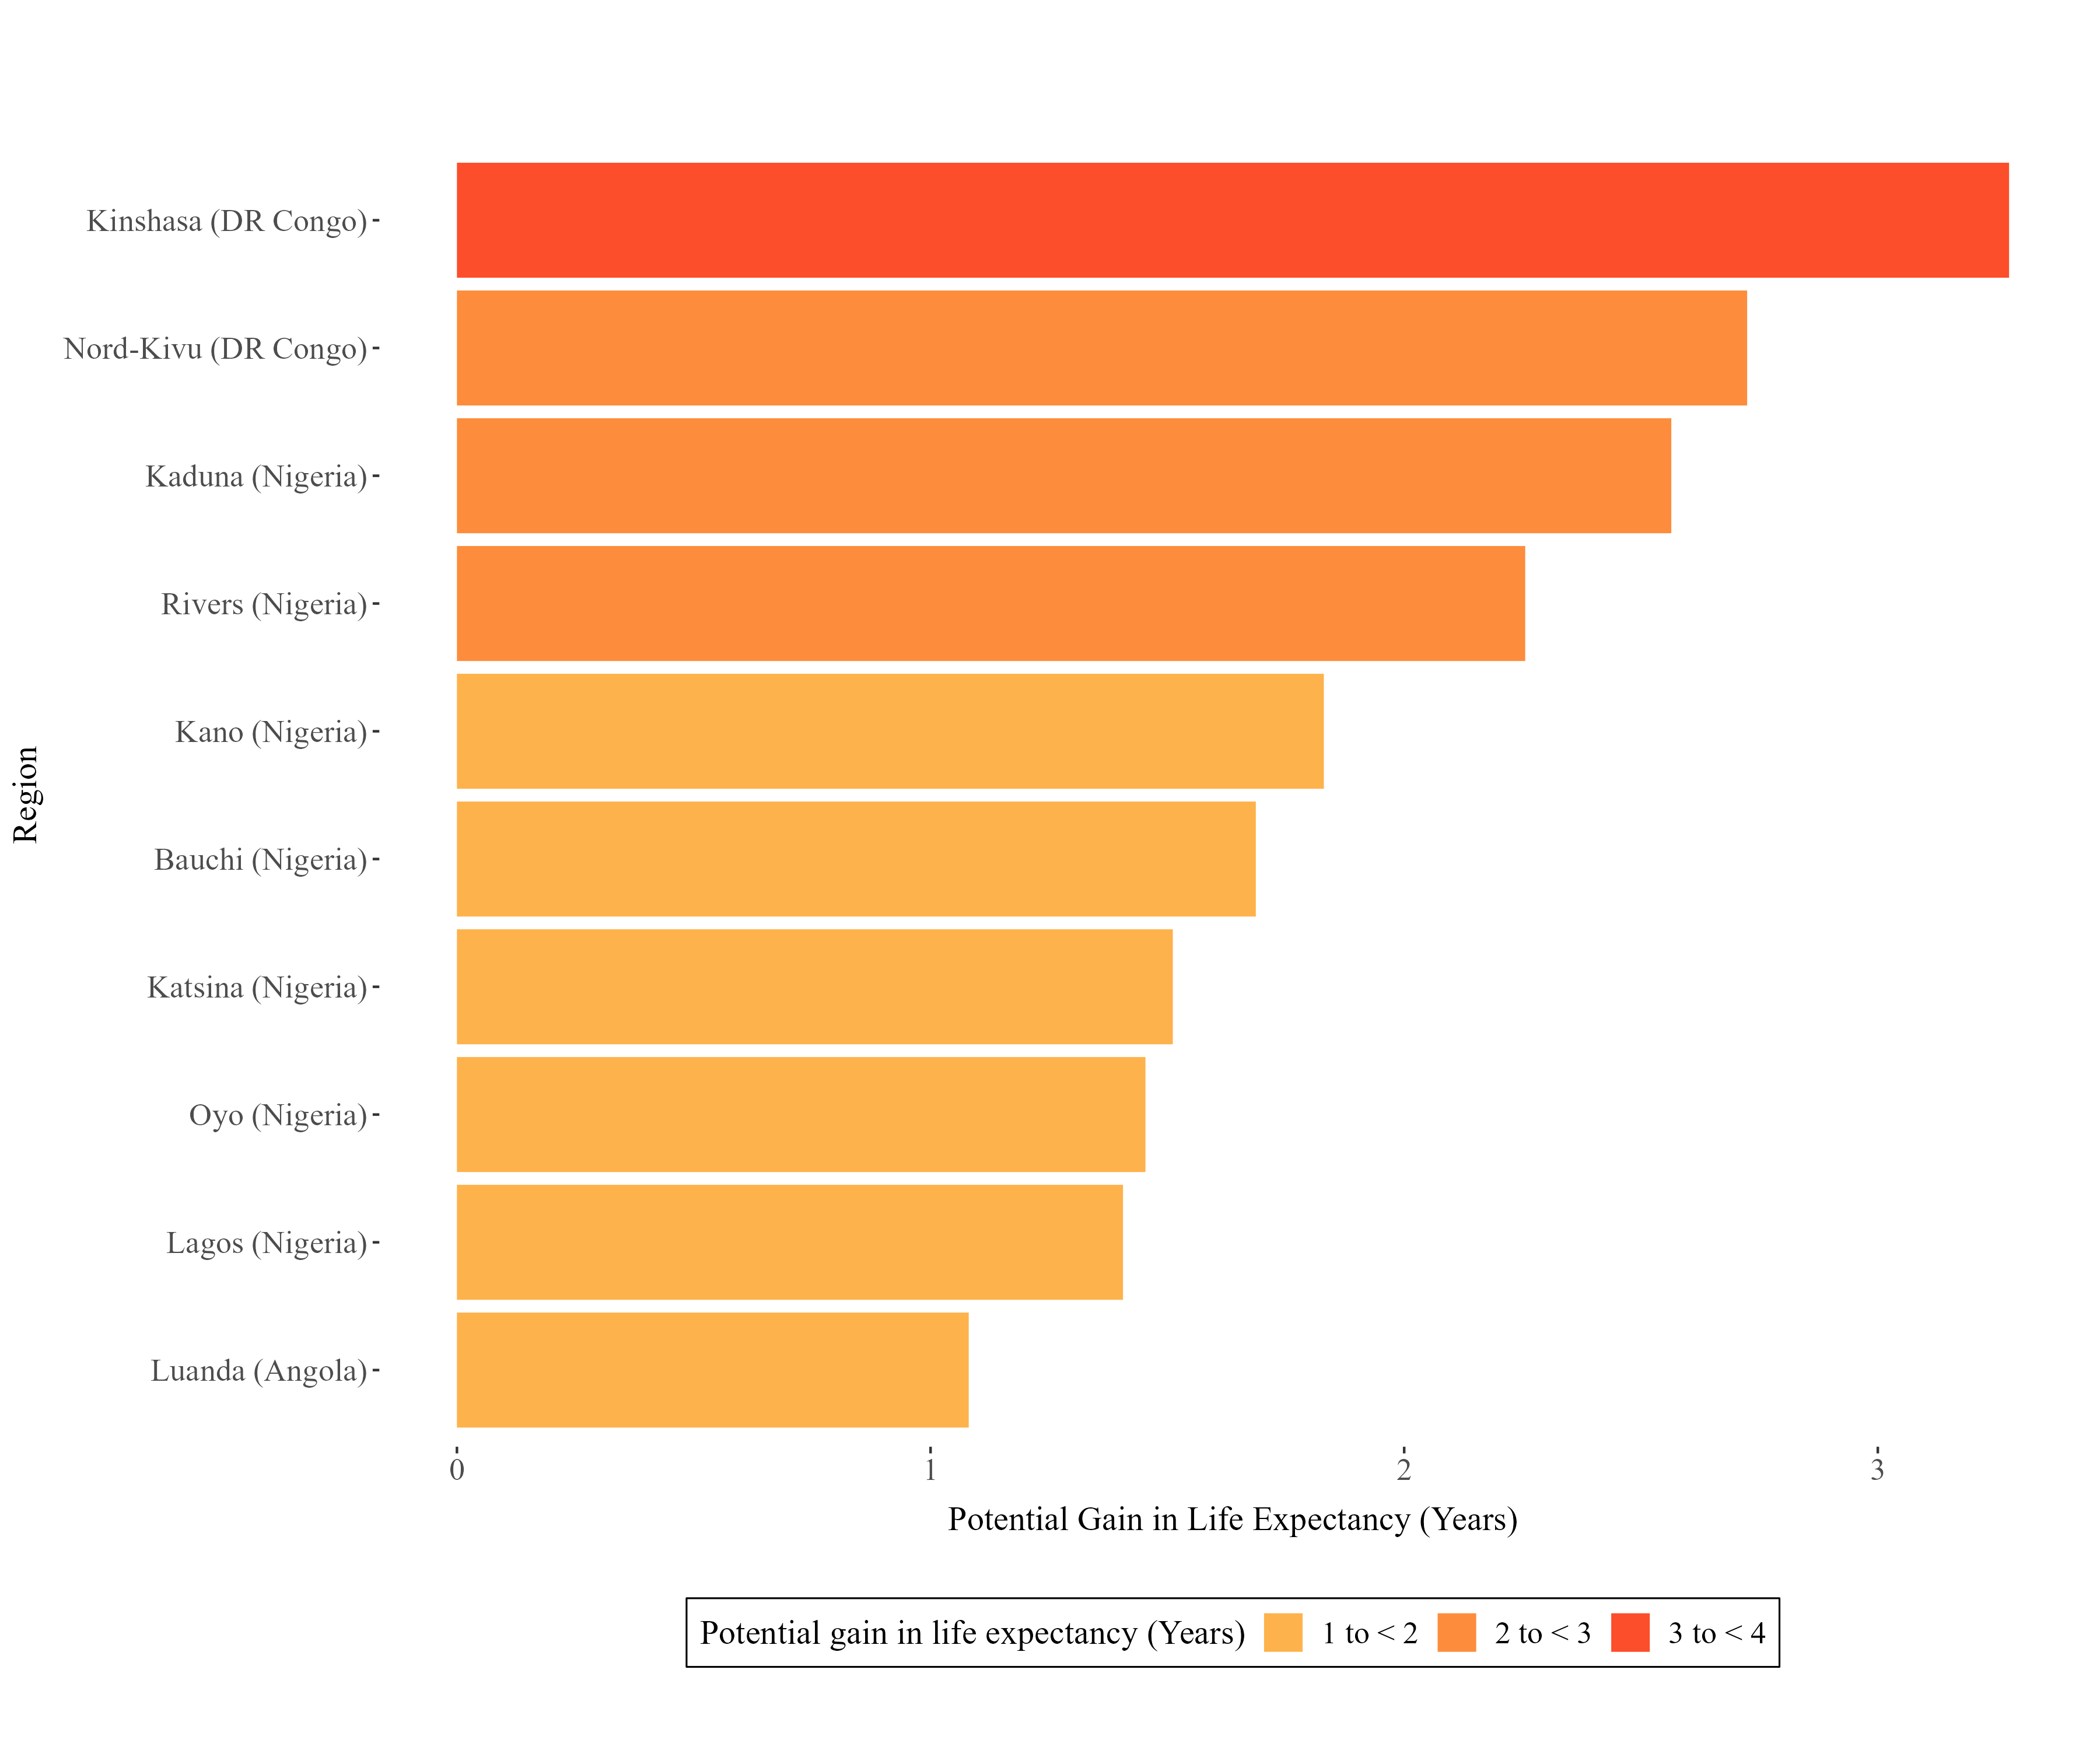 Kinshasa (DR Congo)
Nord-Kivu (DR Congo)
Kaduna (Nigeria)
Rivers (Nigeria)
Kano (Nigeria)
Bauchi (Nigeria)
Katsina (Nigeria)
Oyo (Nigeria)
Lagos (Nigeria)
Luanda (Angola)
Region
0 1 2 3
Potential Gain in Life Expectancy (Years)
Potential gain in life expectancy (Years) 1 to < 2 2 to < 3 3 to < 4